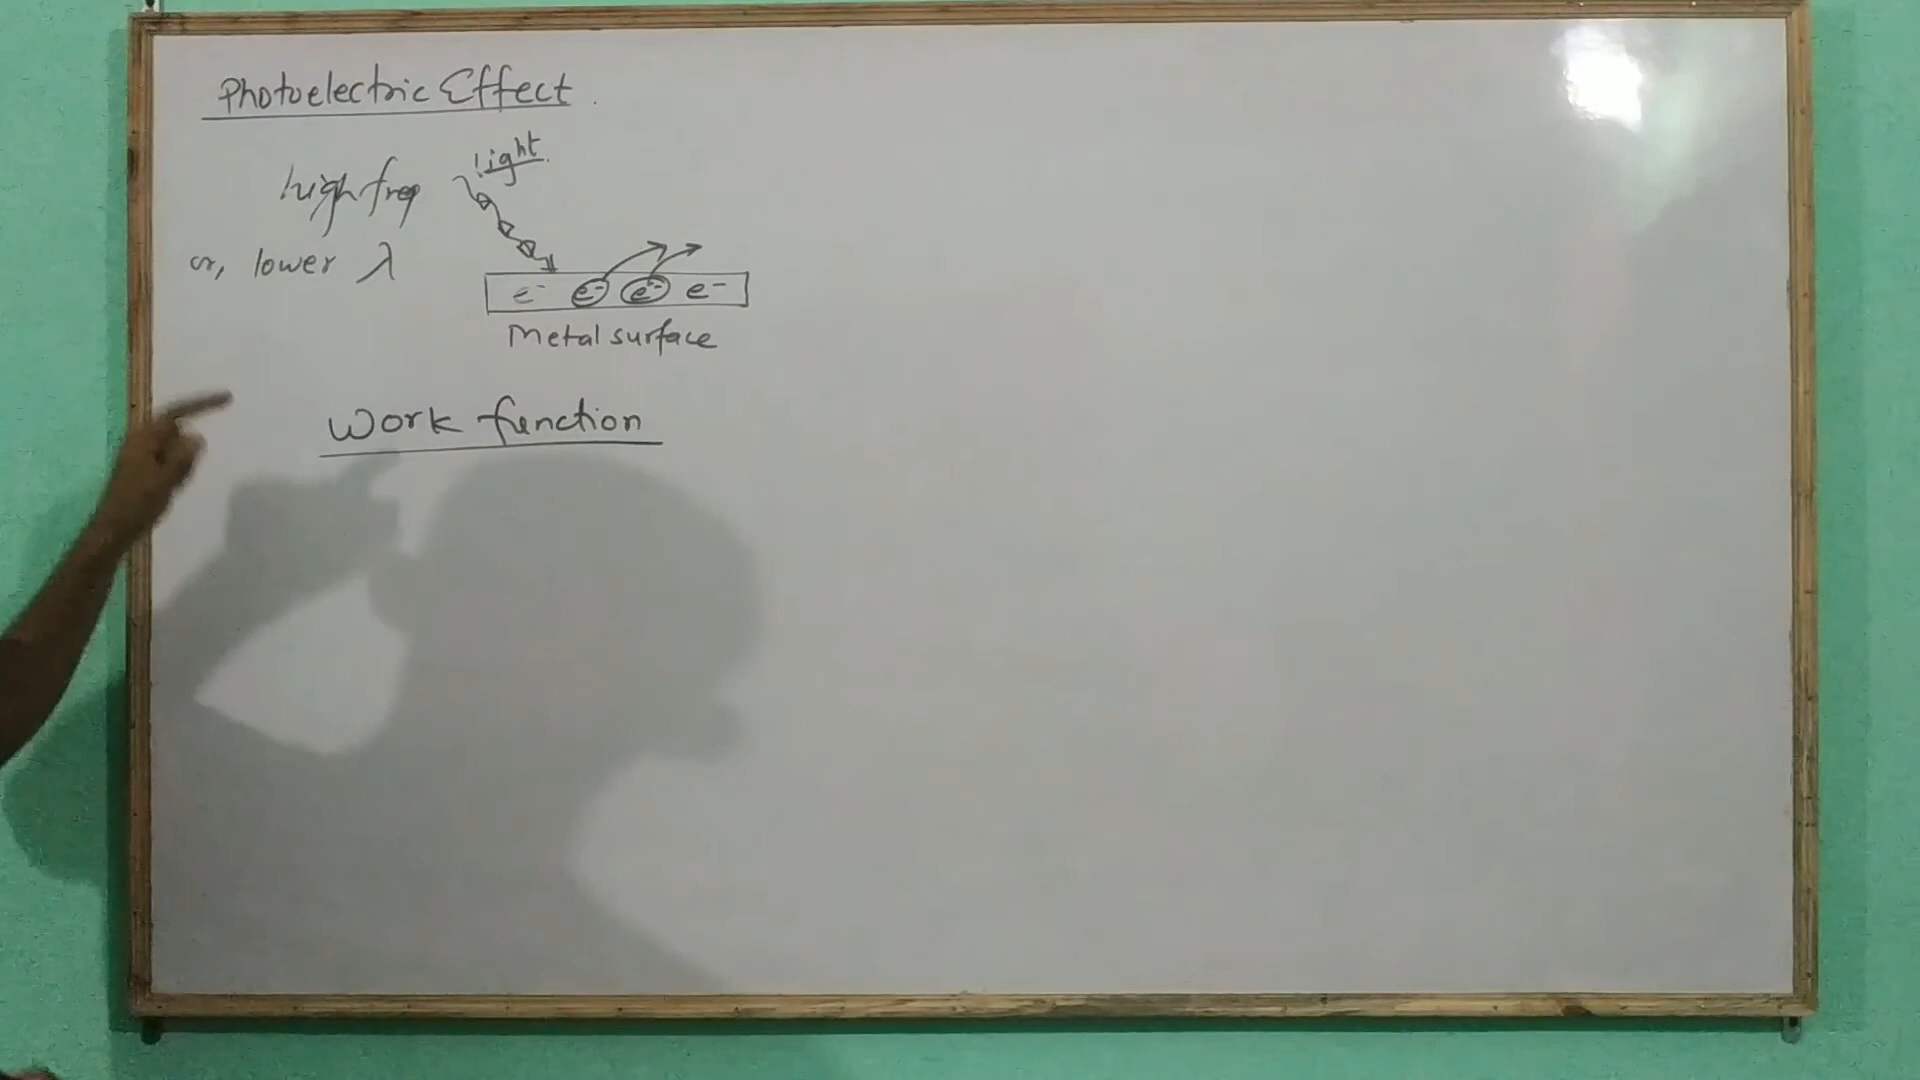 Photoelectric Effect.
light.
high freq
or, lower λ
e⁻ e⁻ e⁻ e⁻
Metal surface
Work function